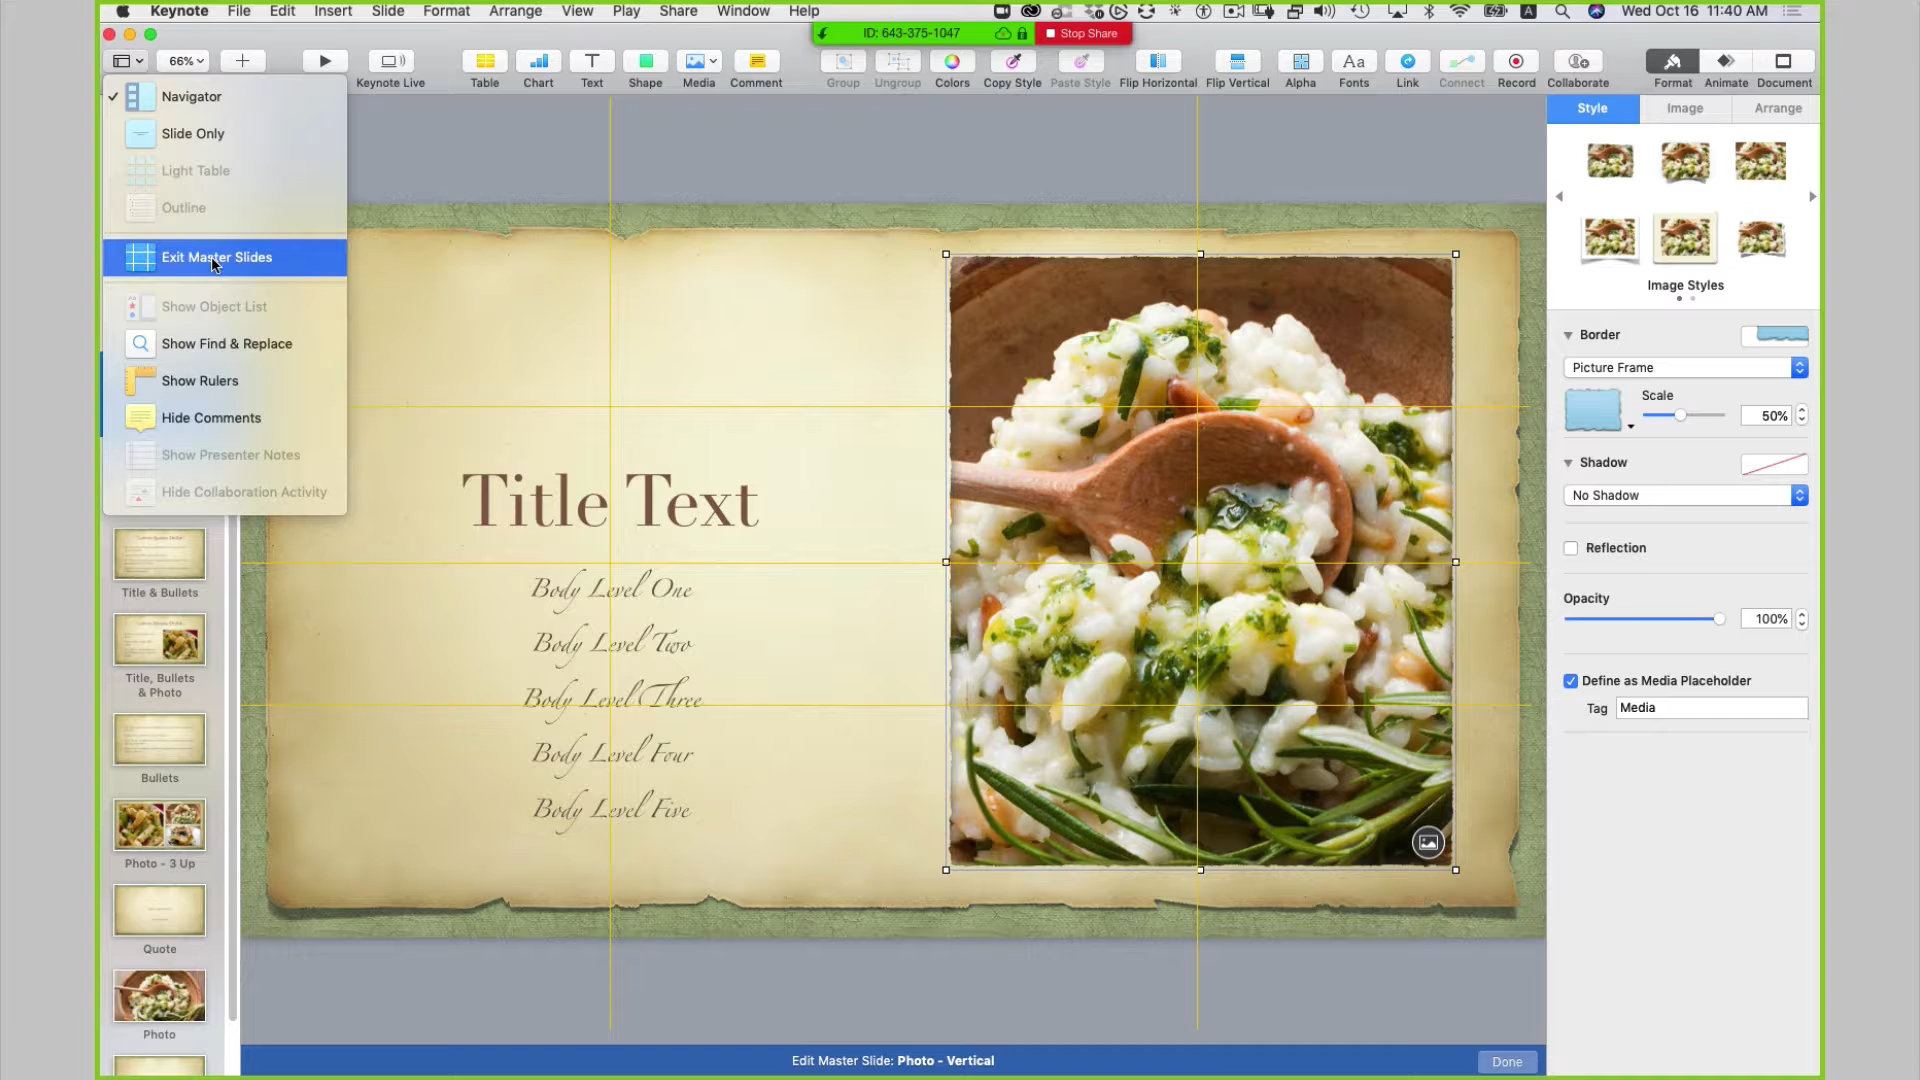 Keynote File Edit Insert Slide Format Arrange View Play Share Window Help
Wed Oct 16 11:40 AM
ID: 643-375-1047
Stop Share
66%
Keynote Live
Table
Chart
Text
Shape
Media
Comment
Group
Ungroup
Colors
Copy Style
Paste Style
Flip Horizontal
Flip Vertical
Alpha
Fonts
Link
Connect
Record
Collaborate
Format
Animate
Document
Navigator
Slide Only
Light Table
Outline
Exit Master Slides
Show Object List
Show Find & Replace
Show Rulers
Hide Comments
Show Presenter Notes
Hide Collaboration Activity
Title & Bullets
Title, Bullets
& Photo
Bullets
Photo - 3 Up
Quote
Photo
Title Text
Body Level One
Body Level Two
Body Level Three
Body Level Four
Body Level Five
Edit Master Slide: Photo - Vertical
Done
Style
Image
Arrange
Image Styles
Border
Picture Frame
Scale
50%
Shadow
No Shadow
Reflection
Opacity
100%
Define as Media Placeholder
Tag
Media